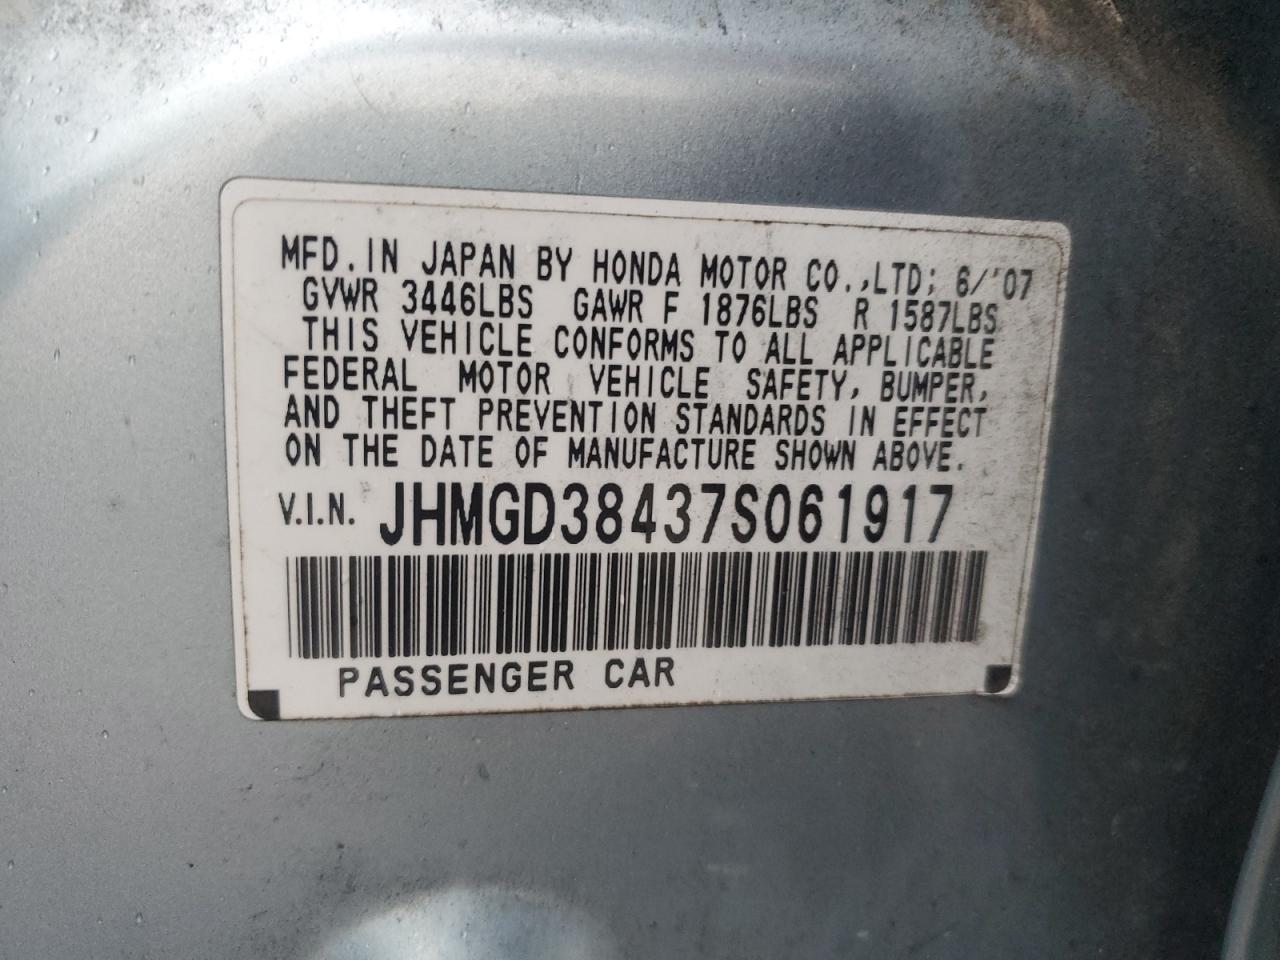 MFD. IN JAPAN BY HONDA MOTOR CO.,LTD; 6/'07
GVWR 3446LBS GAWR F 1876LBS R 1587LBS
THIS VEHICLE CONFORMS TO ALL APPLICABLE
FEDERAL MOTOR VEHICLE SAFETY, BUMPER,
AND THEFT PREVENTION STANDARDS IN EFFECT
ON THE DATE OF MANUFACTURE SHOWN ABOVE.
V.I.N. JHMGD38437S061917
PASSENGER CAR